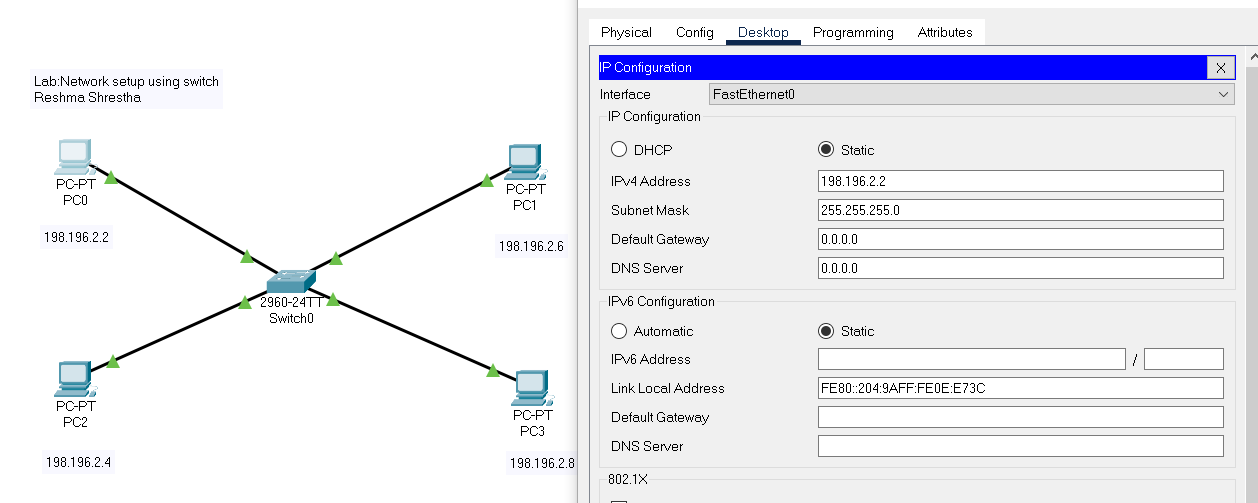 Lab:Network setup using switch
Reshma Shrestha
PC-PT
PC0
198.196.2.2
PC-PT
PC1
198.196.2.6
2960-24TT
Switch0
PC-PT
PC2
198.196.2.4
PC-PT
PC3
198.196.2.8
Physical Config Desktop Programming Attributes
IP Configuration X
Interface FastEthernet0
IP Configuration
DHCP Static
IPv4 Address 198.196.2.2
Subnet Mask 255.255.255.0
Default Gateway 0.0.0.0
DNS Server 0.0.0.0
IPv6 Configuration
Automatic Static
IPv6 Address /
Link Local Address FE80::204:9AFF:FE0E:E73C
Default Gateway
DNS Server
802.1X